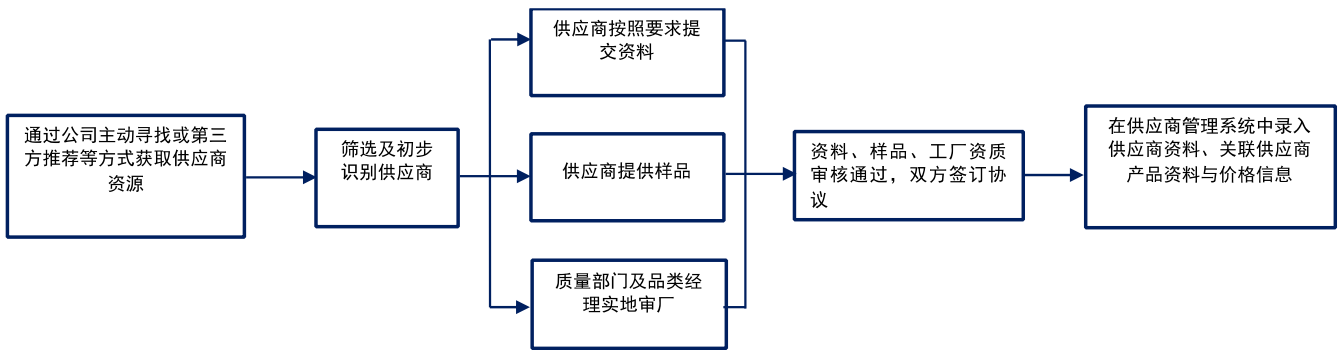 通过公司主动寻找或第三
方推荐等方式获取供应商
资源
筛选及初步
识别供应商
供应商按照要求提
交资料
供应商提供样品
质量部门及品类经
理实地审厂
资料、样品、工厂资质
审核通过，双方签订协
议
在供应商管理系统中录入
供应商资料、关联供应商
产品资料与价格信息